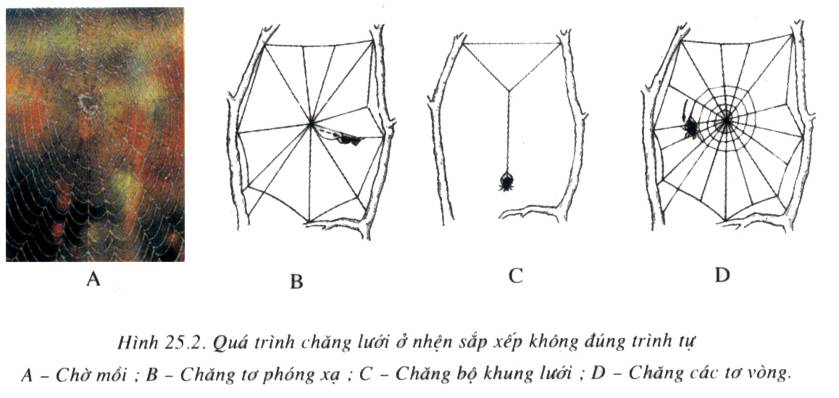 A
B
C
D
Hình 25.2. Quá trình chăng lưới ở nhện sắp xếp không đúng trình tự
A – Chờ mồi ; B – Chăng tơ phóng xạ ; C – Chăng bộ khung lưới ; D – Chăng các tơ vòng.